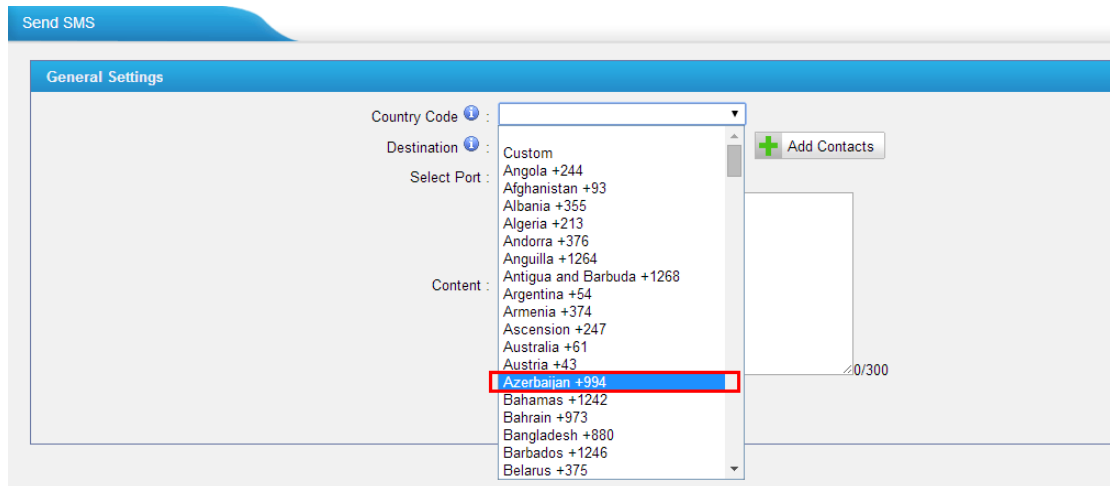 Send SMS
General Settings
Country Code :
Destination :
Add Contacts
Select Port :
Content :
0/300
Custom
Angola +244
Afghanistan +93
Albania +355
Algeria +213
Andorra +376
Anguilla +1264
Antigua and Barbuda +1268
Argentina +54
Armenia +374
Ascension +247
Australia +61
Austria +43
Azerbaijan +994
Bahamas +1242
Bahrain +973
Bangladesh +880
Barbados +1246
Belarus +375